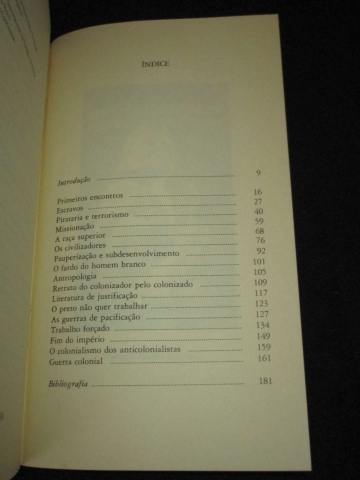 ÍNDICE
Introdução 9
Primeiros encontros 16
Escravos 27
Pirataria e terrorismo 40
Missionação 59
A raça superior 68
Os civilizadores 76
Pauperização e subdesenvolvimento 92
O fardo do homem branco 101
Antropologia 105
Retrato do colonizador pelo colonizado 109
Literatura de justificação 117
O preto não quer trabalhar 123
As guerras de pacificação 127
Trabalho forçado 134
Fim do império 149
O colonialismo dos anticolonialistas 159
Guerra colonial 161
Bibliografia 181